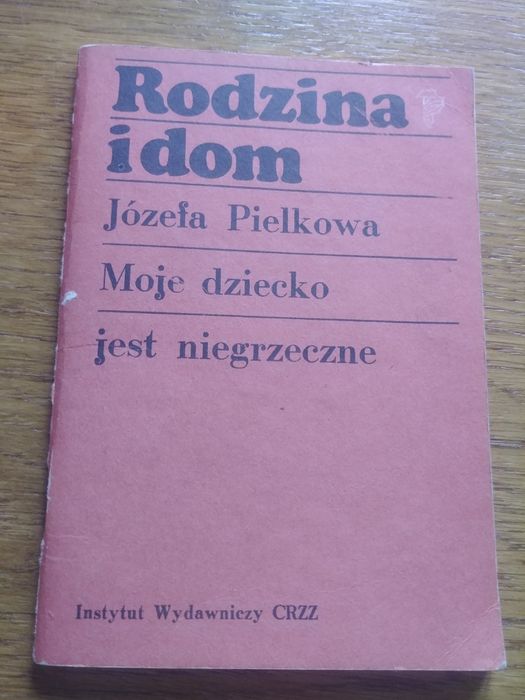 Rodzina
i dom
Józefa Pielkowa
Moje dziecko
jest niegrzeczne
Instytut Wydawniczy CRZZ